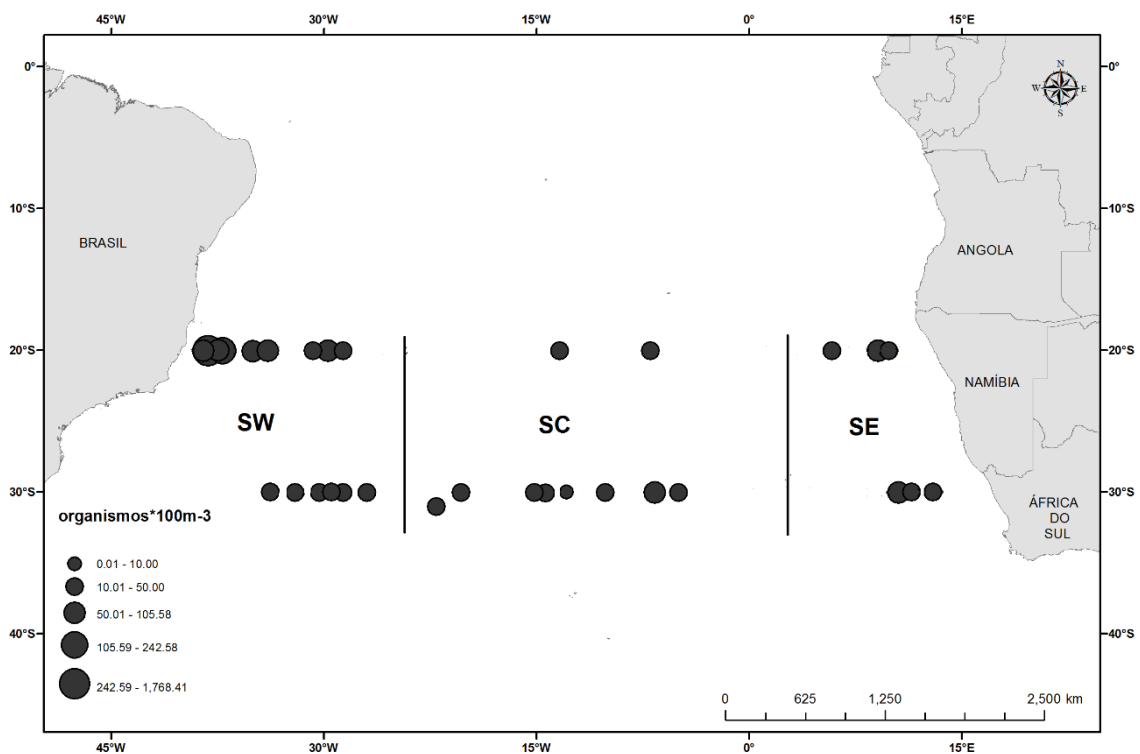 45°W 30°W 15°W 0° 15°E
0° 0°
N
W E
S
10°S 10°S
BRASIL
ANGOLA
20°S 20°S
NAMÍBIA
SW SC SE
30°S 30°S
organismos*100m-3
ÁFRICA
DO
SUL
0.01 - 10.00
10.01 - 50.00
50.01 - 105.58
40°S 40°S
105.59 - 242.58
242.59 - 1,768.41
0 625 1,250 2,500 km
45°W 30°W 15°W 0° 15°E